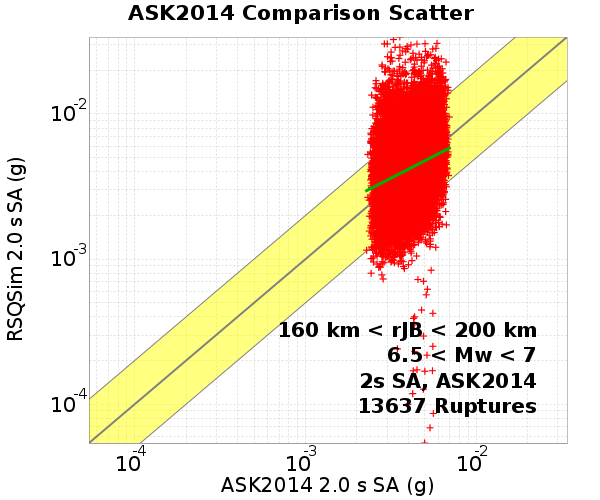 ASK2014 Comparison Scatter
RSQSim 2.0 s SA (g)
10-2
10-3
10-4
160 km < rJB < 200 km
6.5 < Mw < 7
2s SA, ASK2014
13637 Ruptures
10-4 10-3 10-2
ASK2014 2.0 s SA (g)